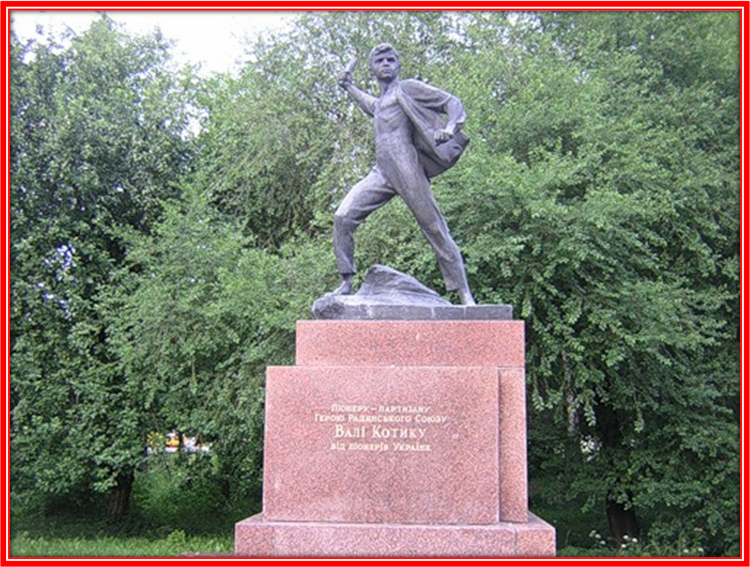 Піонеру-партизану
Герою Радянського Союзу
Валі Котику
від піонерів України